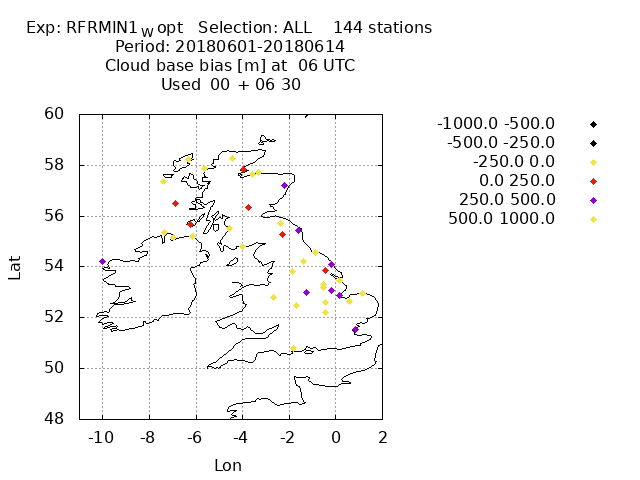 Exp: RFRMIN1_W opt   Selection: ALL    144 stations
Period: 20180601-20180614
Cloud base bias [m] at  06 UTC
Used  00 + 06 30
-1000.0 -500.0
-500.0 -250.0
-250.0 0.0
0.0 250.0
250.0 500.0
500.0 1000.0
60
58
56
54
52
50
48
Lat
-10 -8 -6 -4 -2 0 2
Lon